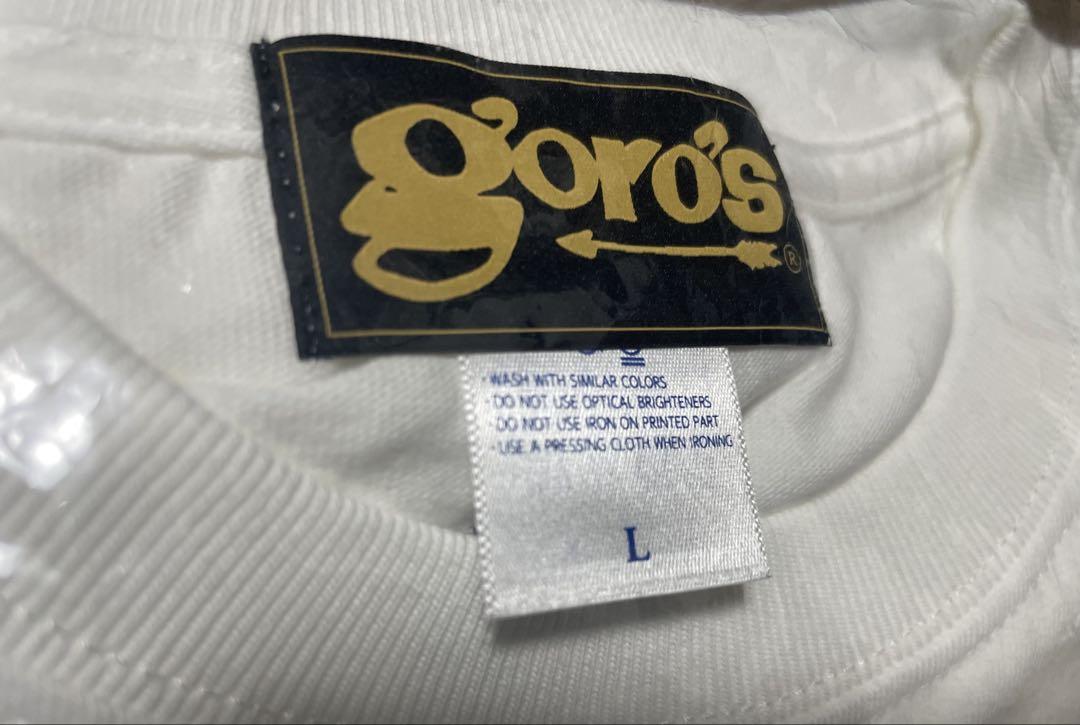 goro's
®
· WASH WITH SIMILAR COLORS
· DO NOT USE OPTICAL BRIGHTENERS
· DO NOT USE IRON ON PRINTED PART
· USE A PRESSING CLOTH WHEN IRONING
L